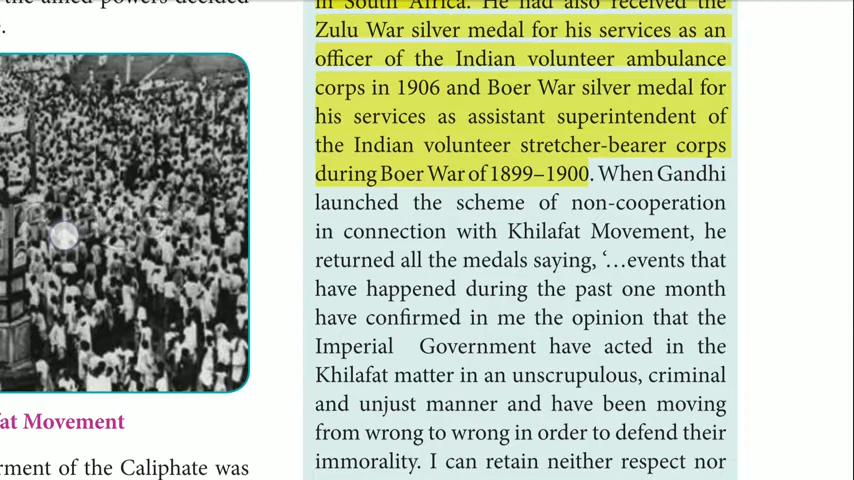 the allied powers decided
.
at Movement
rment of the Caliphate was
in South Africa. He had also received the
Zulu War silver medal for his services as an
officer of the Indian volunteer ambulance
corps in 1906 and Boer War silver medal for
his services as assistant superintendent of
the Indian volunteer stretcher-bearer corps
during Boer War of 1899–1900. When Gandhi
launched the scheme of non-cooperation
in connection with Khilafat Movement, he
returned all the medals saying, ‘…events that
have happened during the past one month
have confirmed in me the opinion that the
Imperial Government have acted in the
Khilafat matter in an unscrupulous, criminal
and unjust manner and have been moving
from wrong to wrong in order to defend their
immorality. I can retain neither respect nor